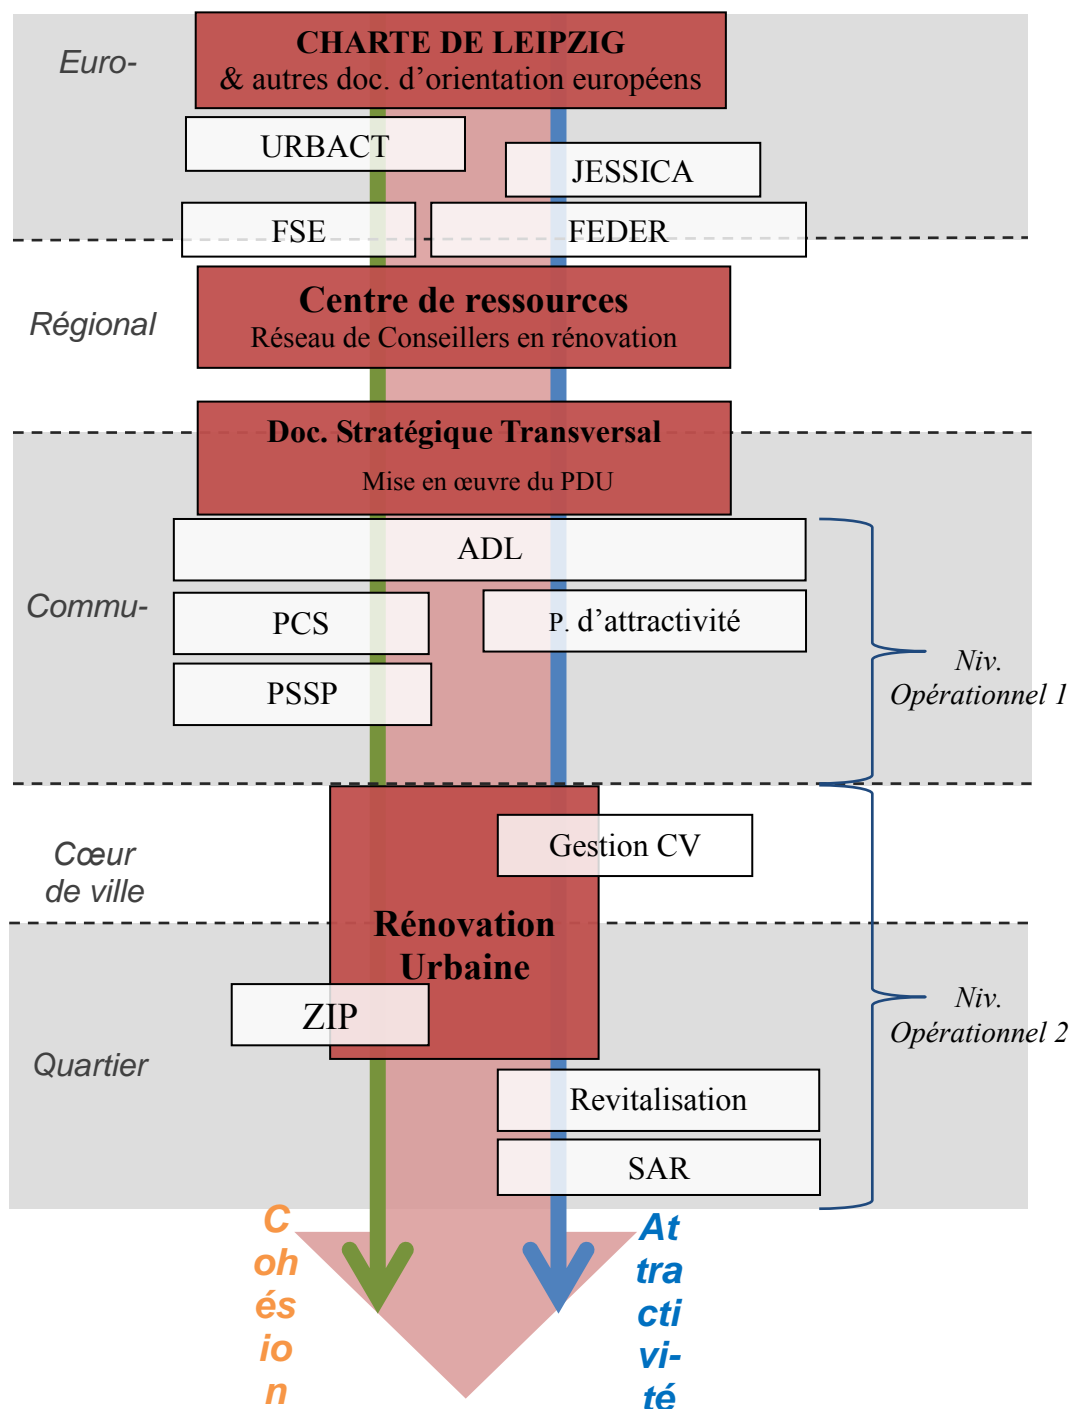 Euro-
CHARTE DE LEIPZIG
& autres doc. d’orientation européens
URBACT
JESSICA
FSE
FEDER
Régional
Centre de ressources
Réseau de Conseillers en rénovation
Doc. Stratégique Transversal
Mise en œuvre du PDU
ADL
Commu-
PCS
P. d’attractivité
PSSP
Niv.
Opérationnel 1
Gestion CV
Cœur
de ville
Rénovation
Urbaine
ZIP
Niv.
Opérationnel 2
Quartier
Revitalisation
SAR
C
oh
és
io
n
At
tra
cti
vi-
té